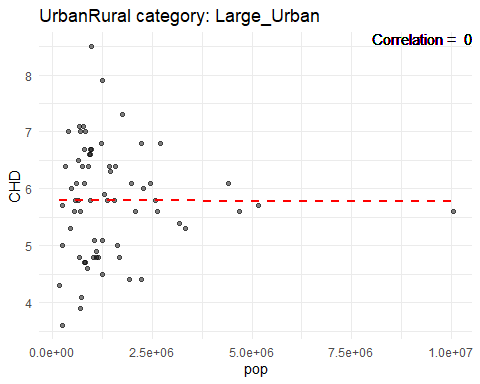 UrbanRural category: Large_Urban
Correlation = 0
8
7
6
5
4
CHD
0.0e+00 2.5e+06 5.0e+06 7.5e+06 1.0e+07
pop